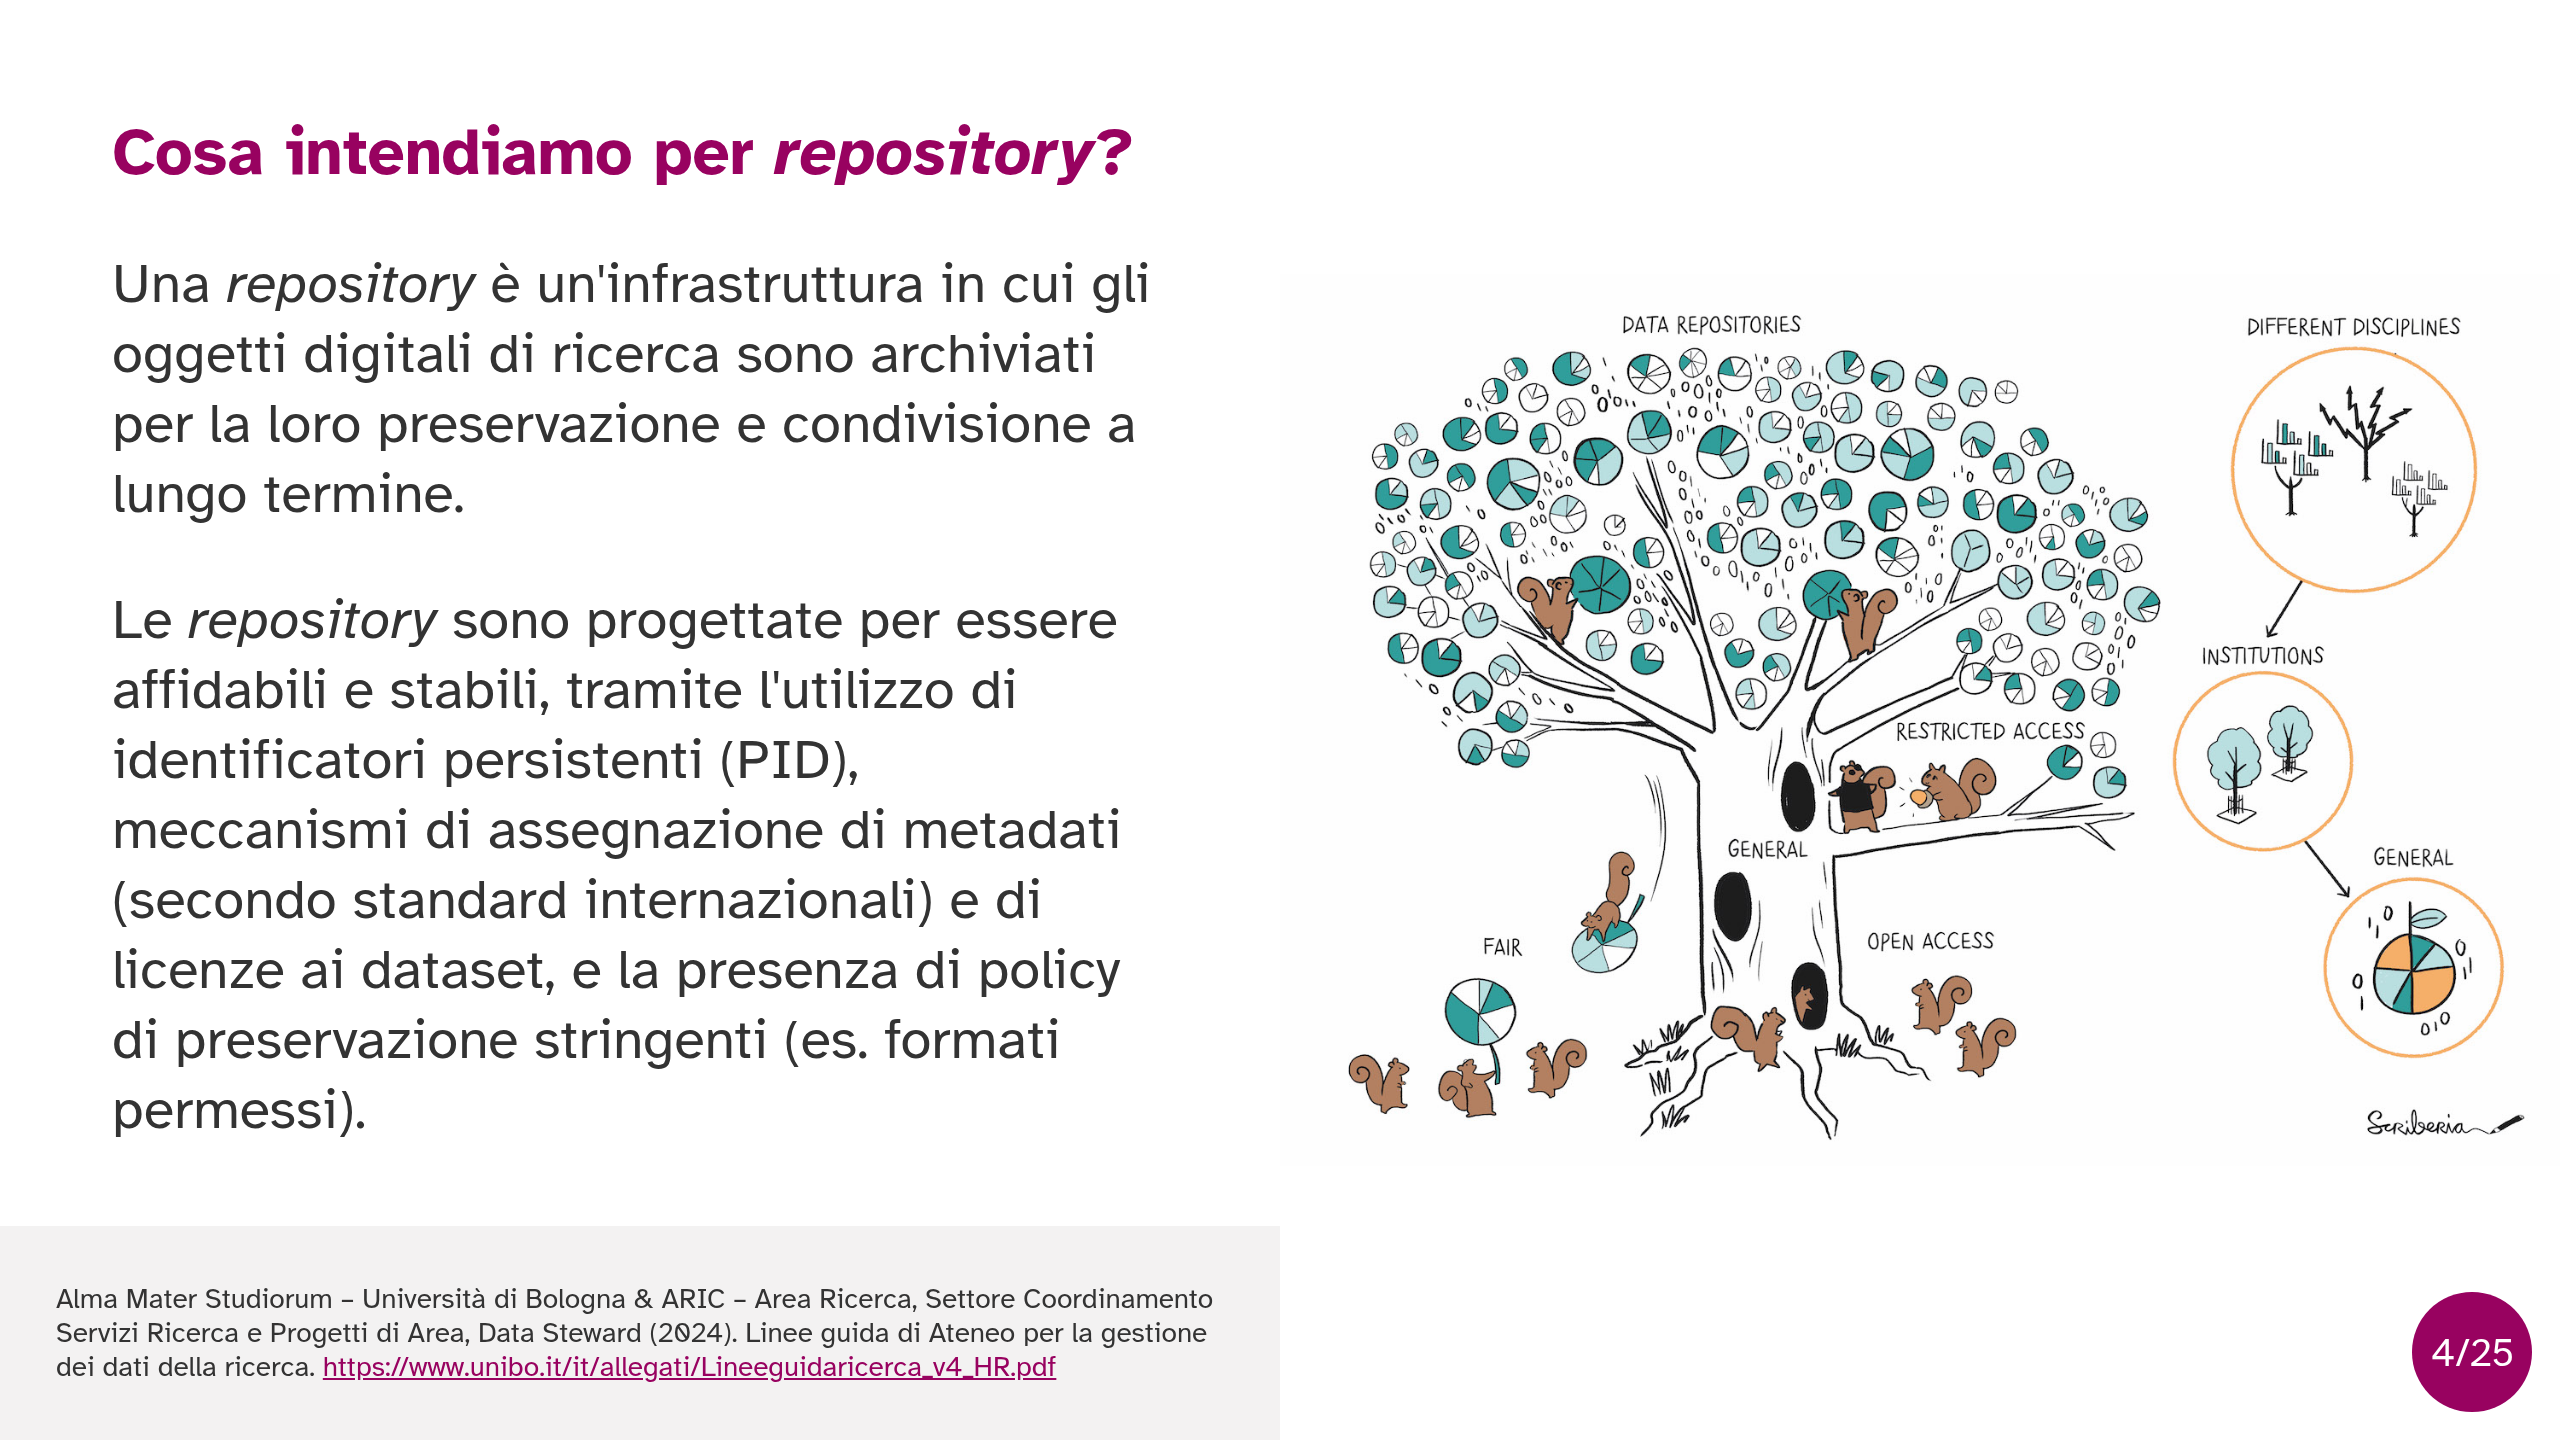 Cosa intendiamo per repository?
Una repository è un'infrastruttura in cui gli
oggetti digitali di ricerca sono archiviati
per la loro preservazione e condivisione a
lungo termine.
Le repository sono progettate per essere
affidabili e stabili, tramite l'utilizzo di
identificatori persistenti (PID),
meccanismi di assegnazione di metadati
(secondo standard internazionali) e di
licenze ai dataset, e la presenza di policy
di preservazione stringenti (es. formati
permessi).
DATA REPOSITORIES
RESTRICTED ACCESS
GENERAL
FAIR
OPEN ACCESS
DIFFERENT DISCIPLINES
INSTITUTIONS
GENERAL
Scriberia
Alma Mater Studiorum – Università di Bologna & ARIC – Area Ricerca, Settore Coordinamento
Servizi Ricerca e Progetti di Area, Data Steward (2024). Linee guida di Ateneo per la gestione
dei dati della ricerca. https://www.unibo.it/it/allegati/Lineeguidaricerca_v4_HR.pdf
4/25